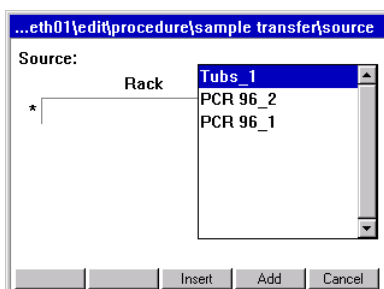 ...eth01\edit\procedure\sample transfer\source
Source:
Rack
Tubs_1
PCR 96_2
* 
PCR 96_1
Insert Add Cancel